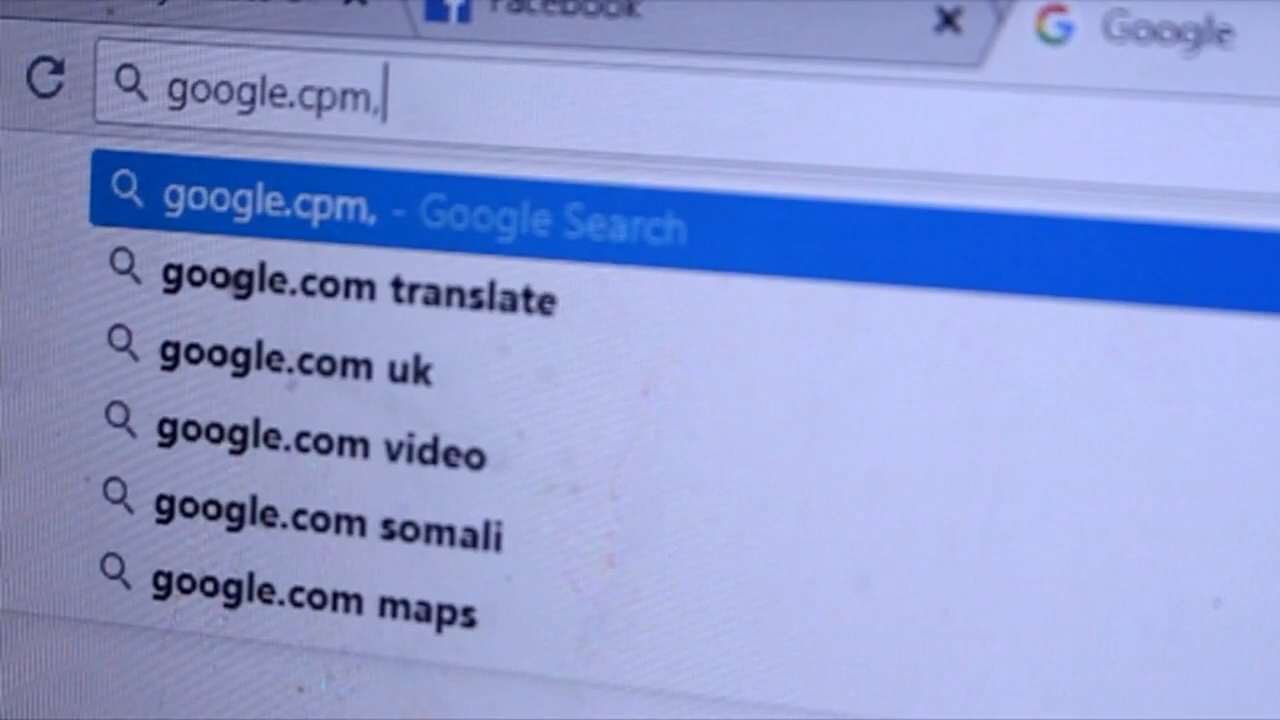 Facebook
Google
google.cpm,
google.cpm, - Google Search
google.com translate
google.com uk
google.com video
google.com somali
google.com maps